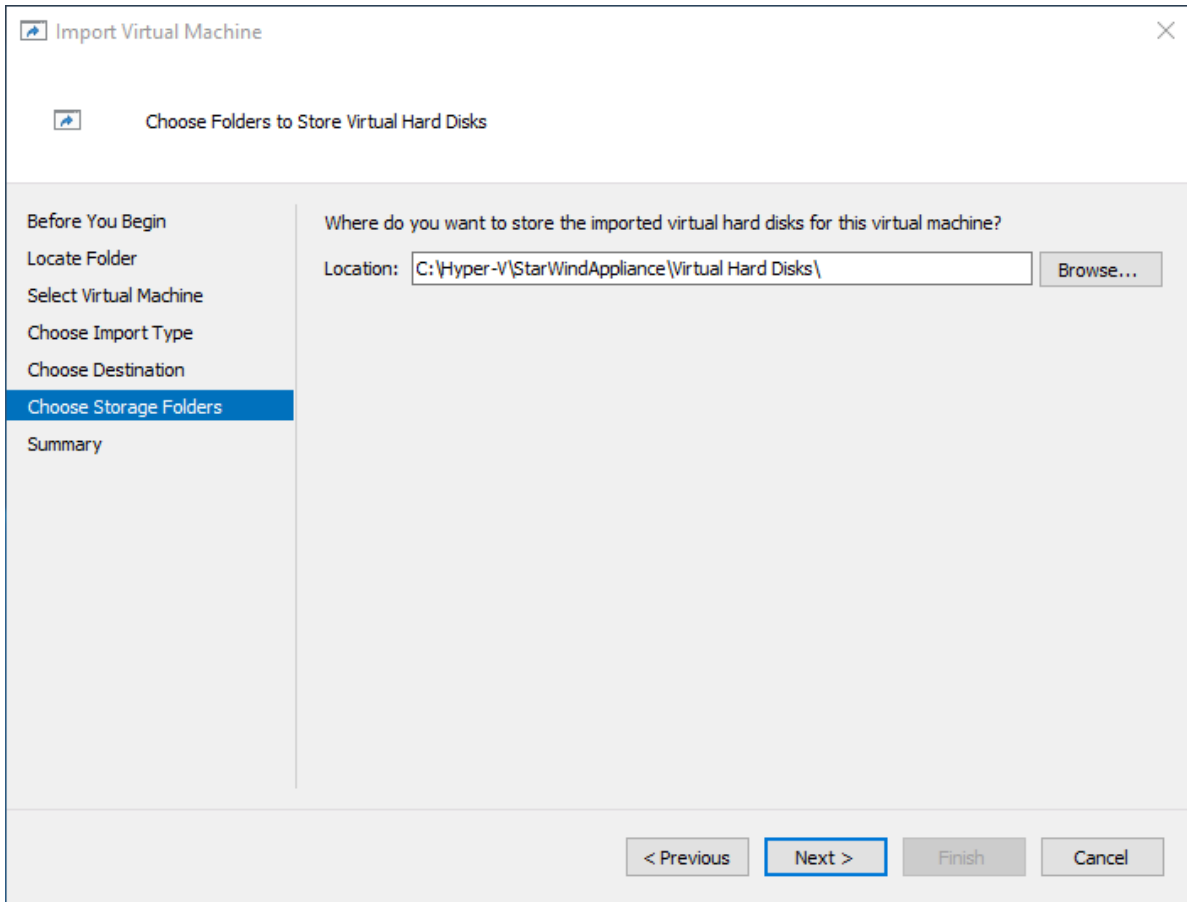 Import Virtual Machine
Choose Folders to Store Virtual Hard Disks
Before You Begin
Locate Folder
Select Virtual Machine
Choose Import Type
Choose Destination
Choose Storage Folders
Summary
Where do you want to store the imported virtual hard disks for this virtual machine?
Location: C:\Hyper-V\StarWindAppliance\Virtual Hard Disks\ Browse...
< Previous Next > Finish Cancel